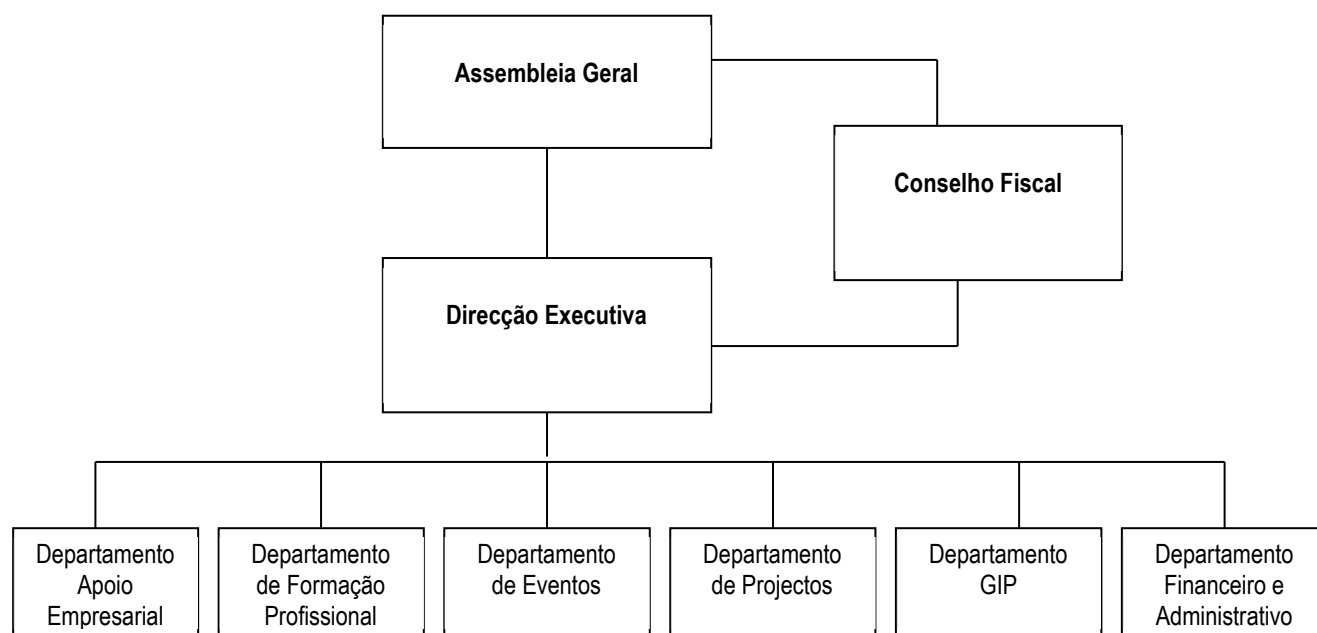 Assembleia Geral
Conselho Fiscal
Direcção Executiva
Departamento
Apoio
Empresarial
Departamento
de Formação
Profissional
Departamento
de Eventos
Departamento
de Projectos
Departamento
GIP
Departamento
Financeiro e
Administrativo